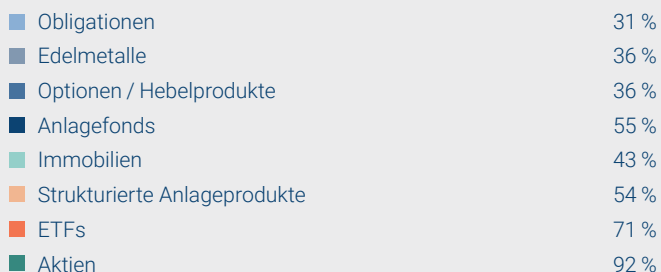 Obligationen 31 %
Edelmetalle 36 %
Optionen / Hebelprodukte 36 %
Anlagefonds 55 %
Immobilien 43 %
Strukturierte Anlageprodukte 54 %
ETFs 71 %
Aktien 92 %